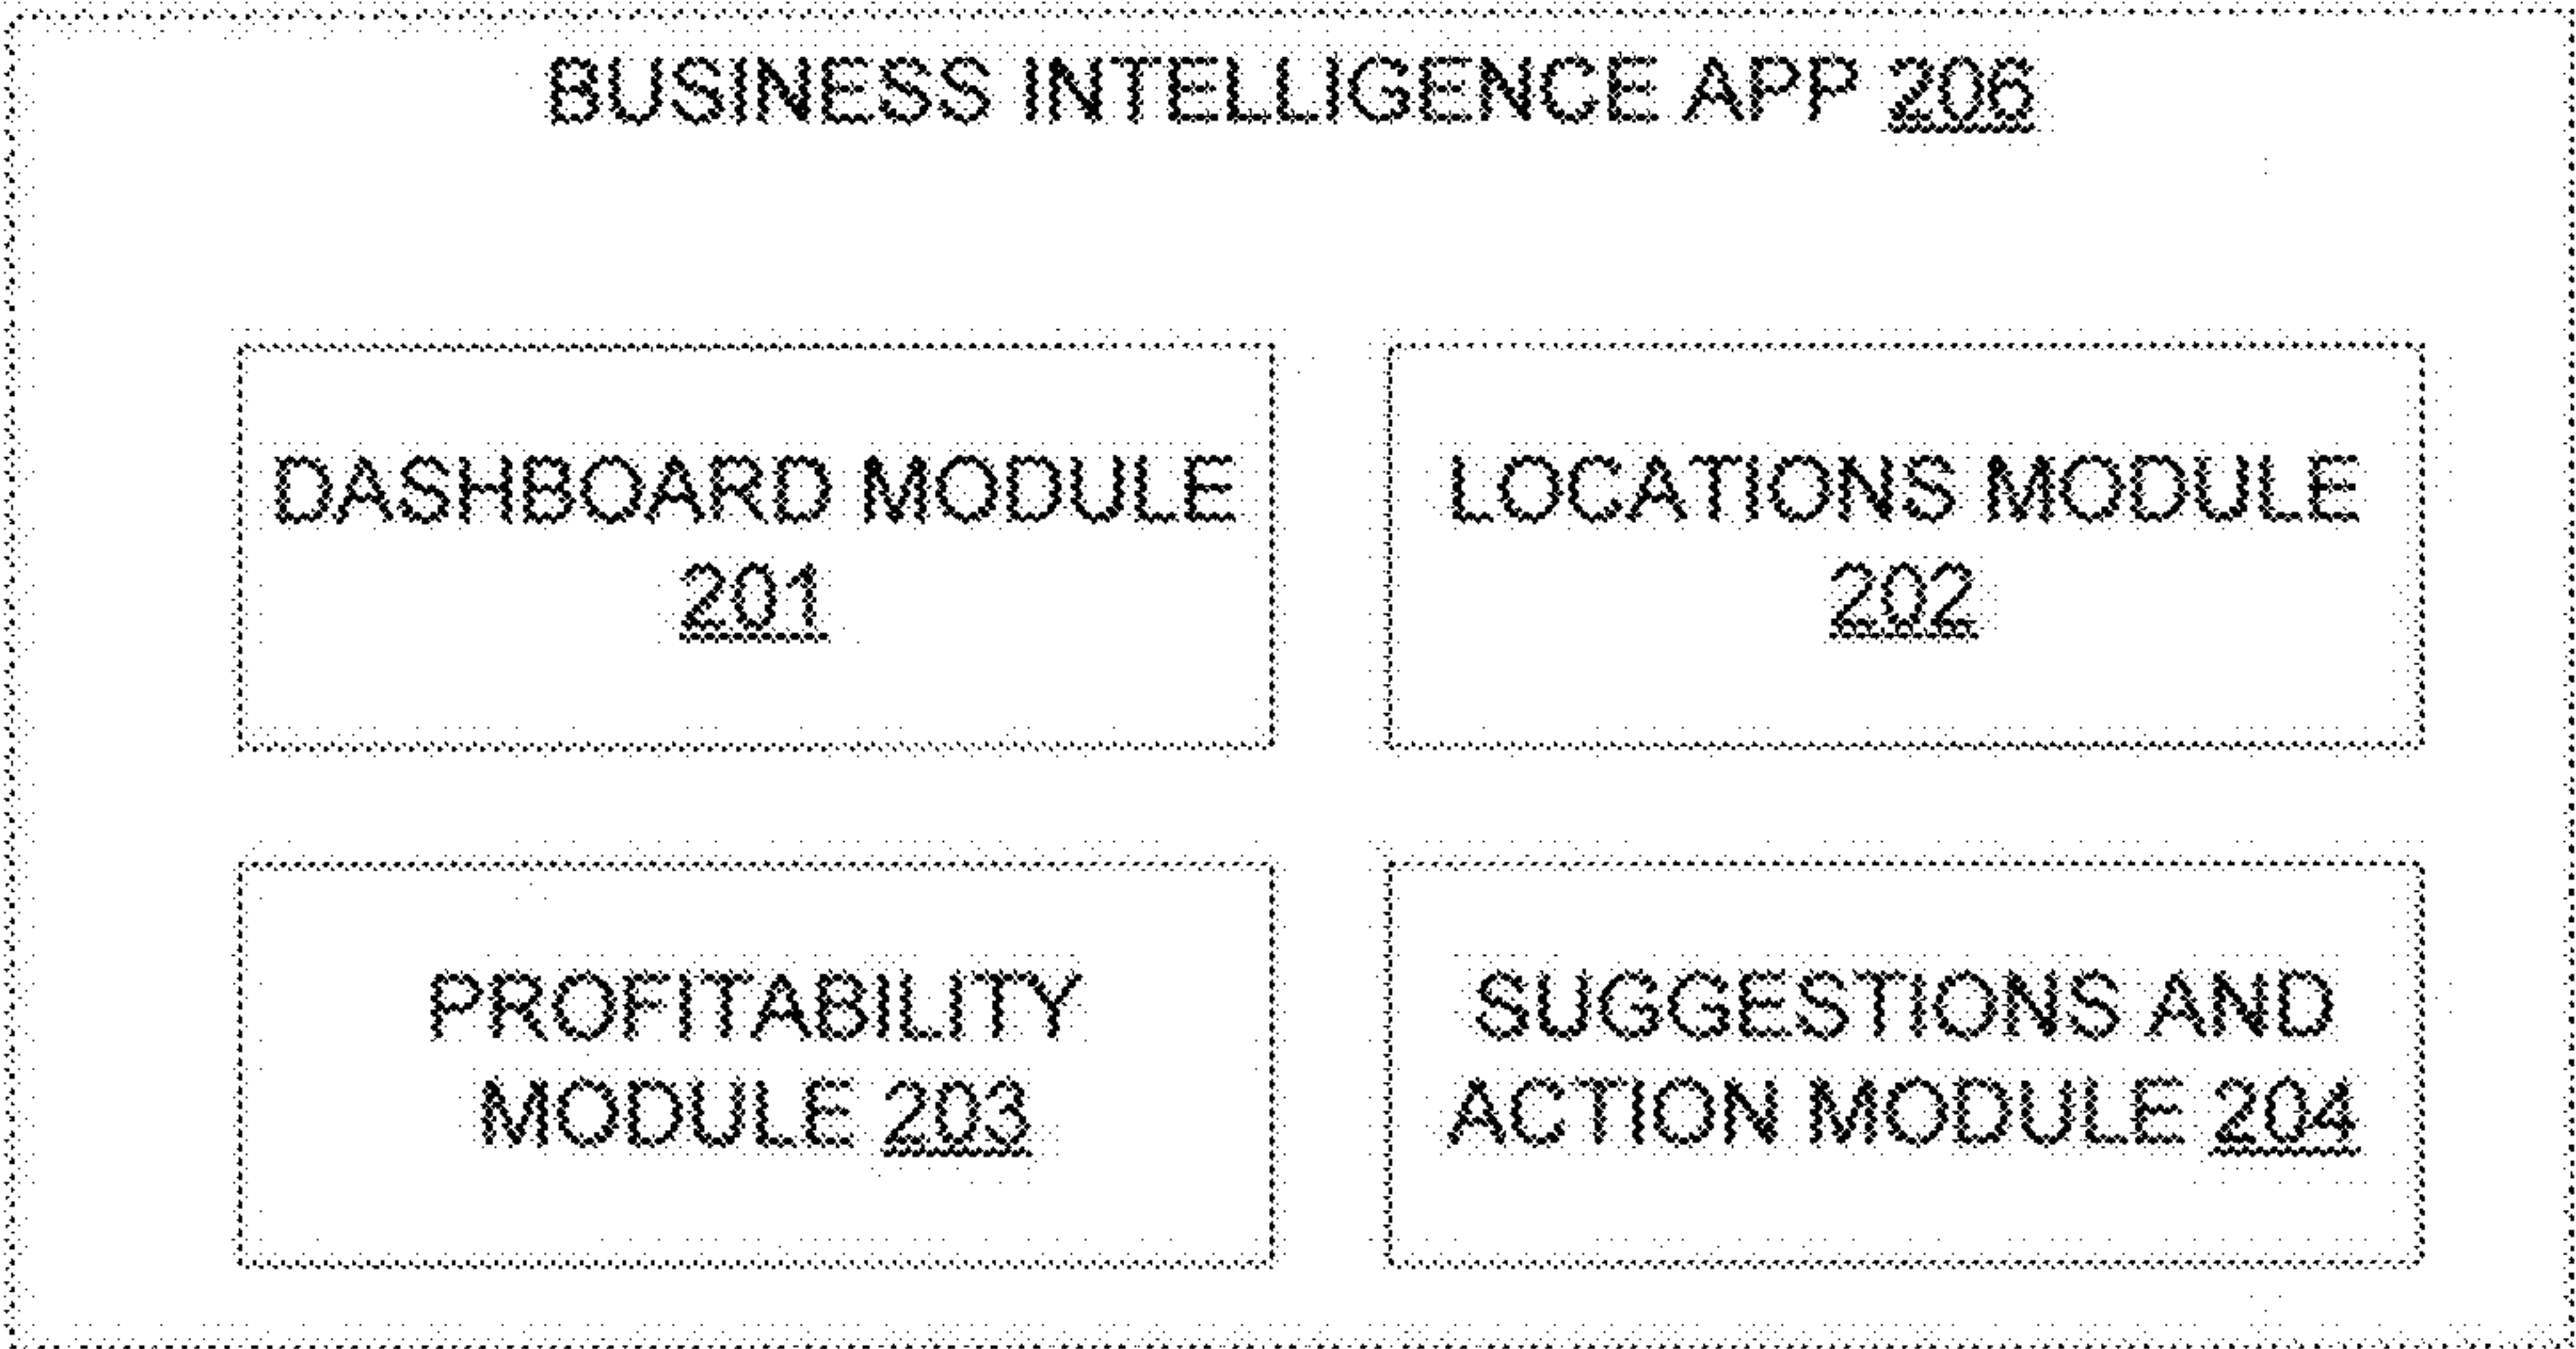 BUSINESS INTELLIGENCE APP 206
DASHBOARD MODULE
201
LOCATIONS MODULE
202
PROFITABILITY
MODULE 203
SUGGESTIONS AND
ACTION MODULE 204